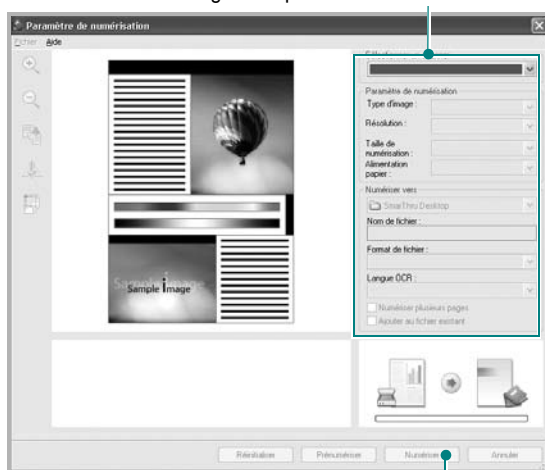 Paramètre de numérisation
Fichier Aide
Paramètre de numérisation
Type d'image :
Résolution :
Taille de
numérisation :
Alimentation
papier :
Numériser vers
SmarThru Desktop
Nom de fichier :
Format de fichier :
Langue OCR :
Numériser plusieurs pages
Ajouter au fichier existant
Sample Image
Réinitialiser Prénumériser Numériser Annuler